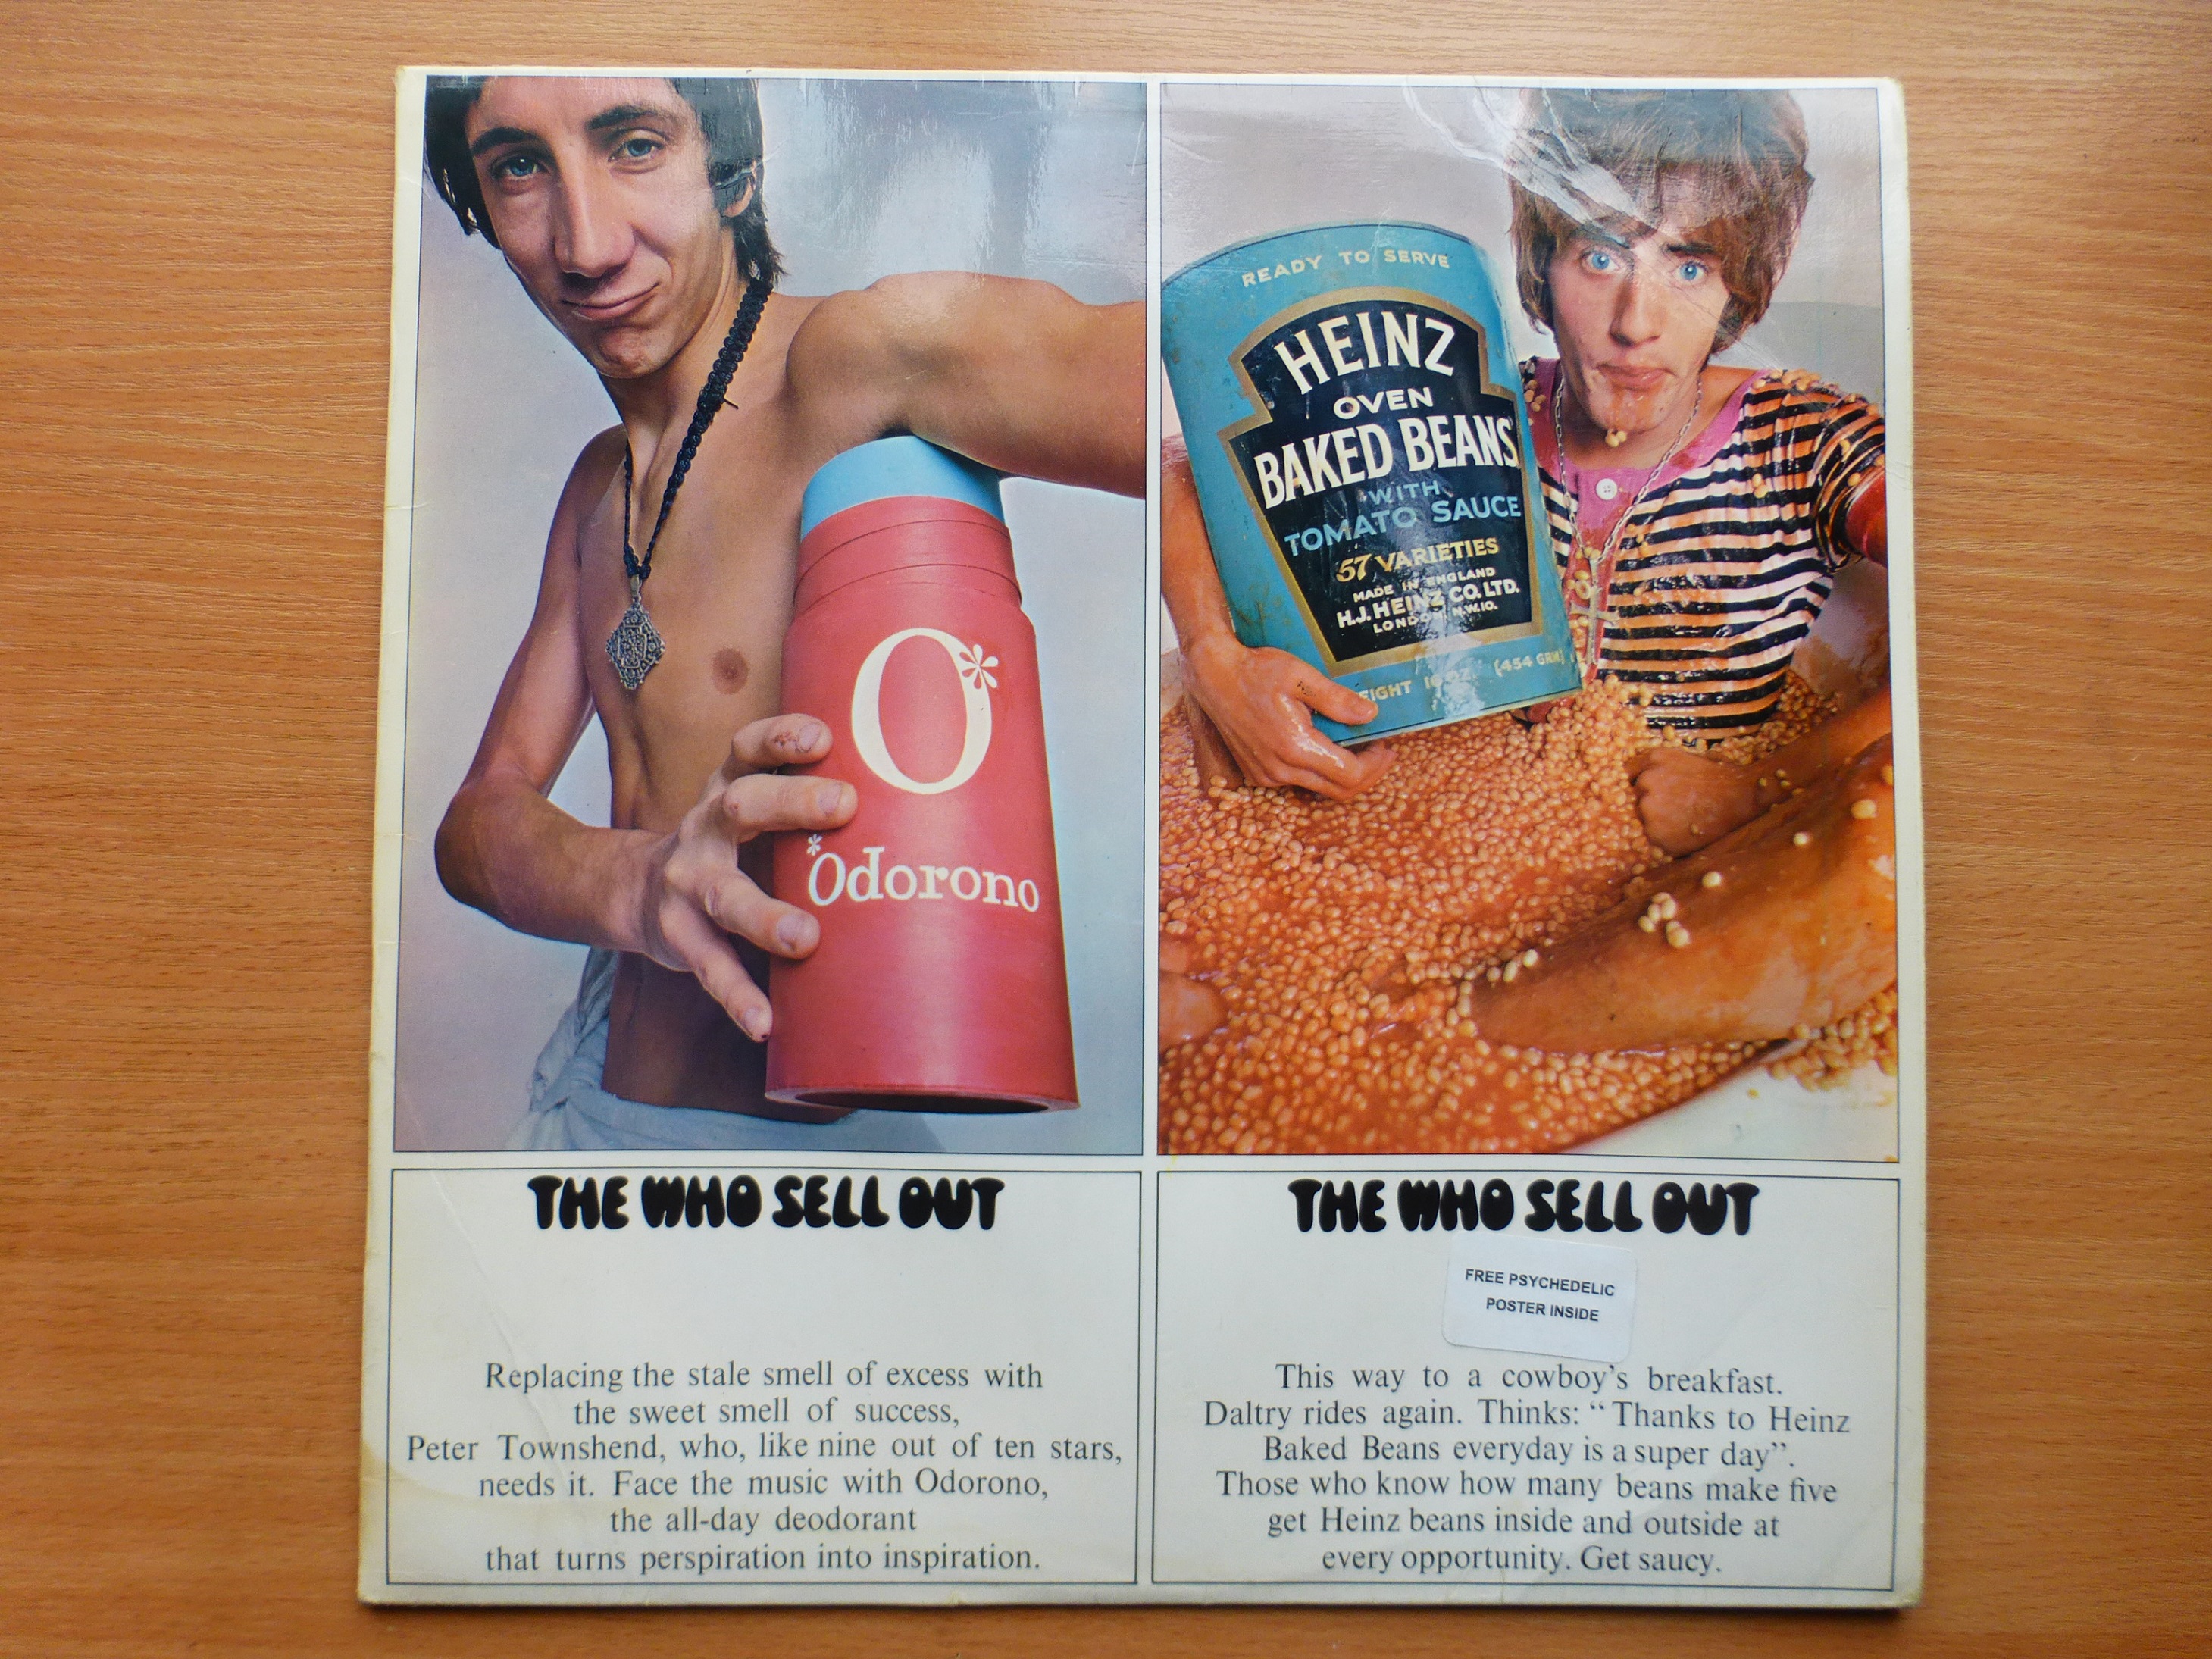 O*
*Odorono
READY TO SERVE
HEINZ
OVEN
BAKED BEANS
WITH
TOMATO SAUCE
57 VARIETIES
MADE IN ENGLAND
H.J. HEINZ CO. LTD.
LONDON N.W.10.
EIGHT 16 OZ. (454 GRM)
THE WHO SELL OUT
Replacing the stale smell of excess with
the sweet smell of success,
Peter Townshend, who, like nine out of ten stars,
needs it. Face the music with Odorono,
the all-day deodorant
that turns perspiration into inspiration.
THE WHO SELL OUT
FREE PSYCHEDELIC
POSTER INSIDE
This way to a cowboy's breakfast.
Daltry rides again. Thinks: “Thanks to Heinz
Baked Beans everyday is a super day”.
Those who know how many beans make five
get Heinz beans inside and outside at
every opportunity. Get saucy.